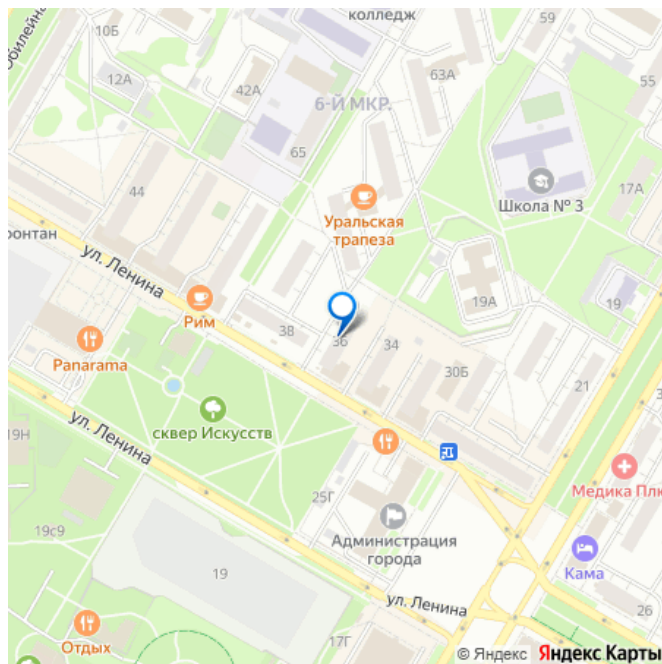 колледж
59
10Б
Юбилейна
63А
55
12А
42А
6-Й МКР.
65
Школа № 3
17А
44
Уральская
трапеза
ронтан
ул. Ленина
19А
19
Рим
38
36
34
Panarama
30Б
21
сквер Искусств
ул. Ленина
19Н
Медика Плю
25Г
19с9
Администрация
города
19
Кама
ул. Ленина
26
Отдых
17Г
© Яндекс Яндекс Карты